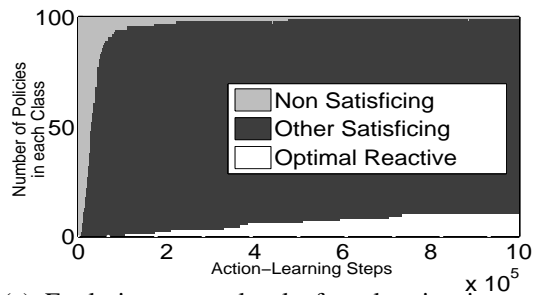 100
50
0
Number of Policies
in each Class
Non Satisficing
Other Satisficing
Optimal Reactive
0 2 4 6 8 10
Action−Learning Steps
x 10^5